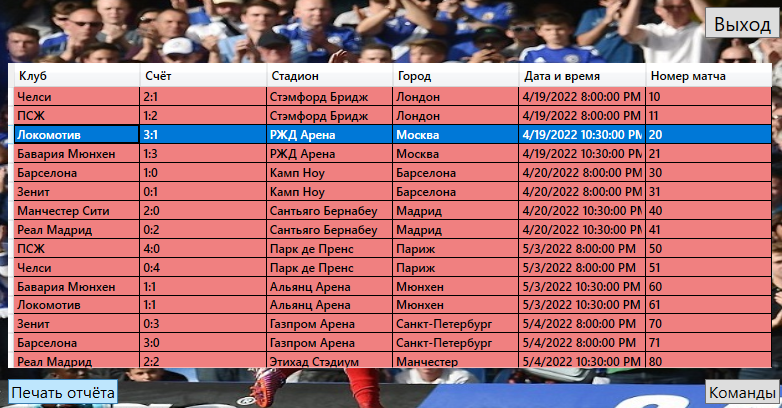 Выход
Клуб Счёт Стадион Город Дата и время Номер матча
Челси 2:1 Стэмфорд Бридж Лондон 4/19/2022 8:00:00 PM 10
ПСЖ 1:2 Стэмфорд Бридж Лондон 4/19/2022 8:00:00 PM 11
Локомотив 3:1 РЖД Арена Москва 4/19/2022 10:30:00 PM 20
Бавария Мюнхен 1:3 РЖД Арена Москва 4/19/2022 10:30:00 PM 21
Барселона 1:0 Камп Ноу Барселона 4/20/2022 8:00:00 PM 30
Зенит 0:1 Камп Ноу Барселона 4/20/2022 8:00:00 PM 31
Манчестер Сити 2:0 Сантьяго Бернабеу Мадрид 4/20/2022 10:30:00 PM 40
Реал Мадрид 0:2 Сантьяго Бернабеу Мадрид 4/20/2022 10:30:00 PM 41
ПСЖ 4:0 Парк де Пренс Париж 5/3/2022 8:00:00 PM 50
Челси 0:4 Парк де Пренс Париж 5/3/2022 8:00:00 PM 51
Бавария Мюнхен 1:1 Альянц Арена Мюнхен 5/3/2022 10:30:00 PM 60
Локомотив 1:1 Альянц Арена Мюнхен 5/3/2022 10:30:00 PM 61
Зенит 0:3 Газпром Арена Санкт-Петербург 5/4/2022 8:00:00 PM 70
Барселона 3:0 Газпром Арена Санкт-Петербург 5/4/2022 8:00:00 PM 71
Реал Мадрид 2:2 Этихад Стэдиум Манчестер 5/4/2022 10:30:00 PM 80
Печать отчёта Команды